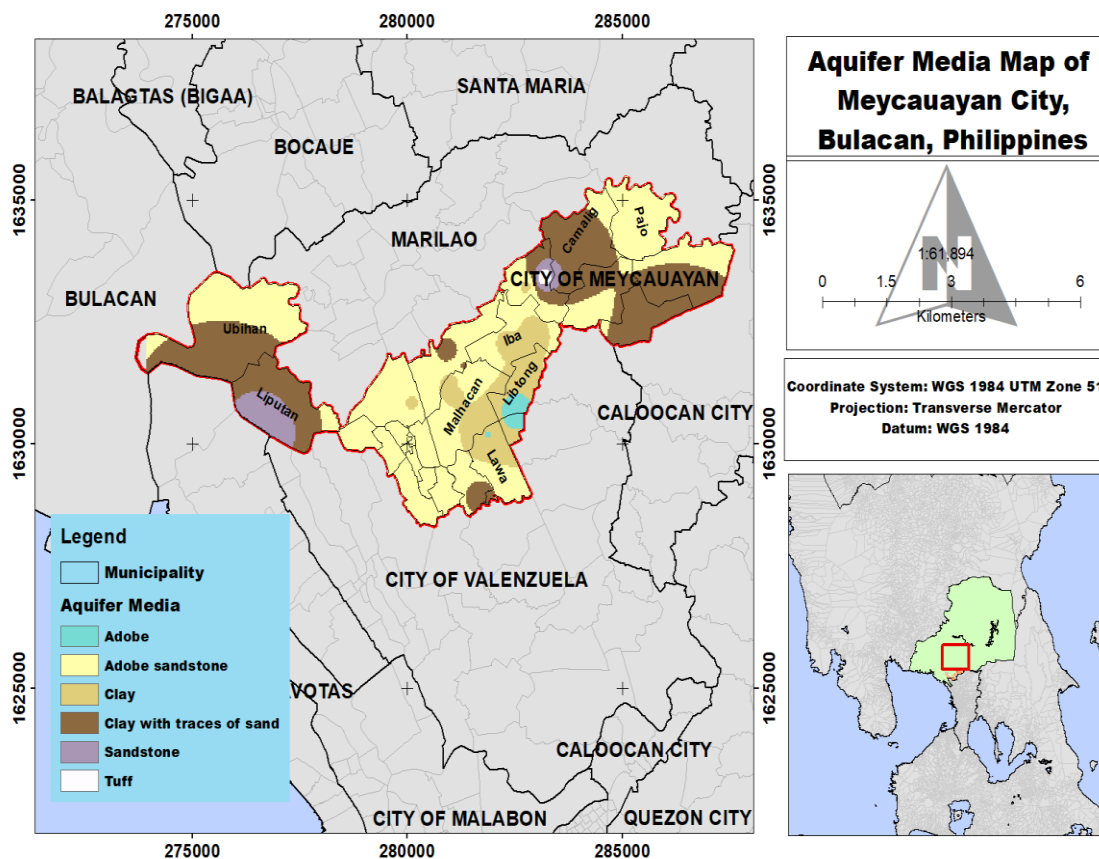 275000 280000 285000
BALAGTAS (BIGAA)
SANTA MARIA
BOCAUE
1635000 1635000
Pajo
Camalig
MARILAO
CITY OF MEYCAUAYAN
BULACAN
Ubihan
Iba
Libtong
Malhacan
Liputan
CALOOCAN CITY
1630000 1630000
Lawa
CITY OF VALENZUELA
1625000 1625000
VOTAS
CALOOCAN CITY
CITY OF MALABON
QUEZON CITY
275000 280000 285000
Legend
Municipality
Aquifer Media
Adobe
Adobe sandstone
Clay
Clay with traces of sand
Sandstone
Tuff
Aquifer Media Map of
Meycauayan City,
Bulacan, Philippines
N
1:61,894
0 1.5 3 6
Kilometers
Coordinate System: WGS 1984 UTM Zone 51
Projection: Transverse Mercator
Datum: WGS 1984